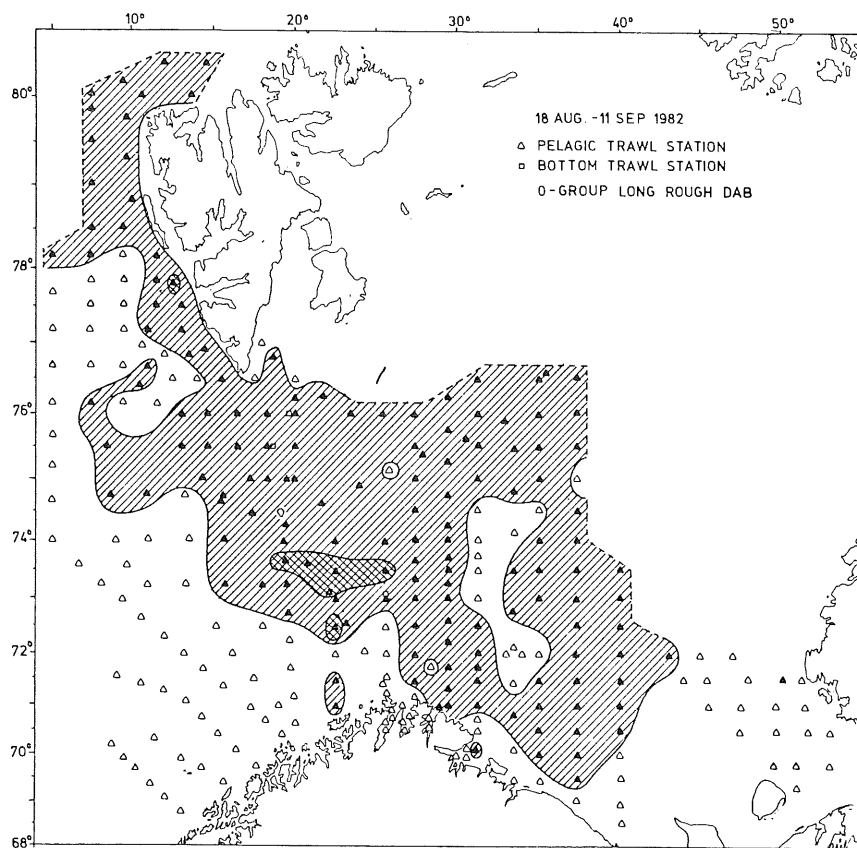 10° 20° 30° 40° 50°
80°
18 AUG. -11 SEP 1982
△ PELAGIC TRAWL STATION
□ BOTTOM TRAWL STATION
0-GROUP LONG ROUGH DAB
78°
76°
74°
72°
70°
68°